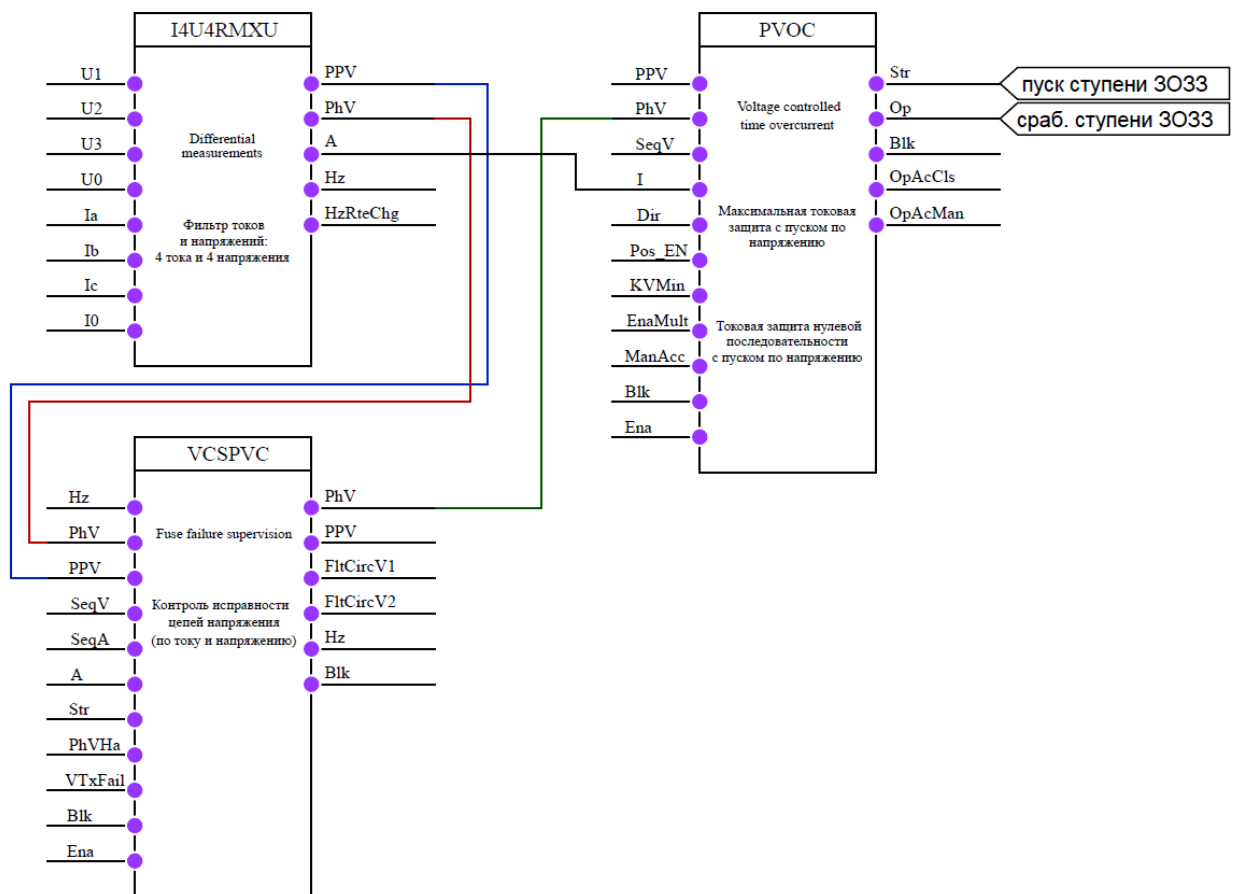 I4U4RMXU
U1
U2
U3
U0
Ia
Ib
Ic
I0
Differential
measurements
Фильтр токов
и напряжений:
4 тока и 4 напряжения
PPV
PhV
A
Hz
HzRteChg
PVOC
PPV
PhV
SeqV
I
Dir
Pos_EN
KVMin
EnaMult
ManAcc
Blk
Ena
Voltage controlled
time overcurrent
Максимальная токовая
защита с пуском по
напряжению
Токовая защита нулевой
последовательности
с пуском по напряжению
Str
Op
Blk
OpAcCls
OpAcMan
пуск ступени ЗОЗЗ
сраб. ступени ЗОЗЗ
VCSPVC
Hz
PhV
PPV
SeqV
SeqA
A
Str
PhVHa
VTxFail
Blk
Ena
Fuse failure supervision
Контроль исправности
цепей напряжения
(по току и напряжению)
PhV
PPV
FltCircV1
FltCircV2
Hz
Blk